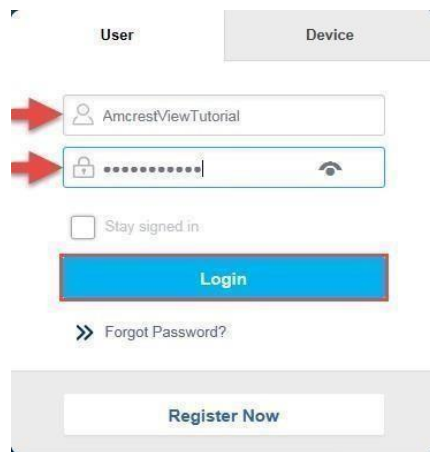 User Device
AmcrestViewTutorial
•••••••••••
Stay signed in
Login
Forgot Password?
Register Now